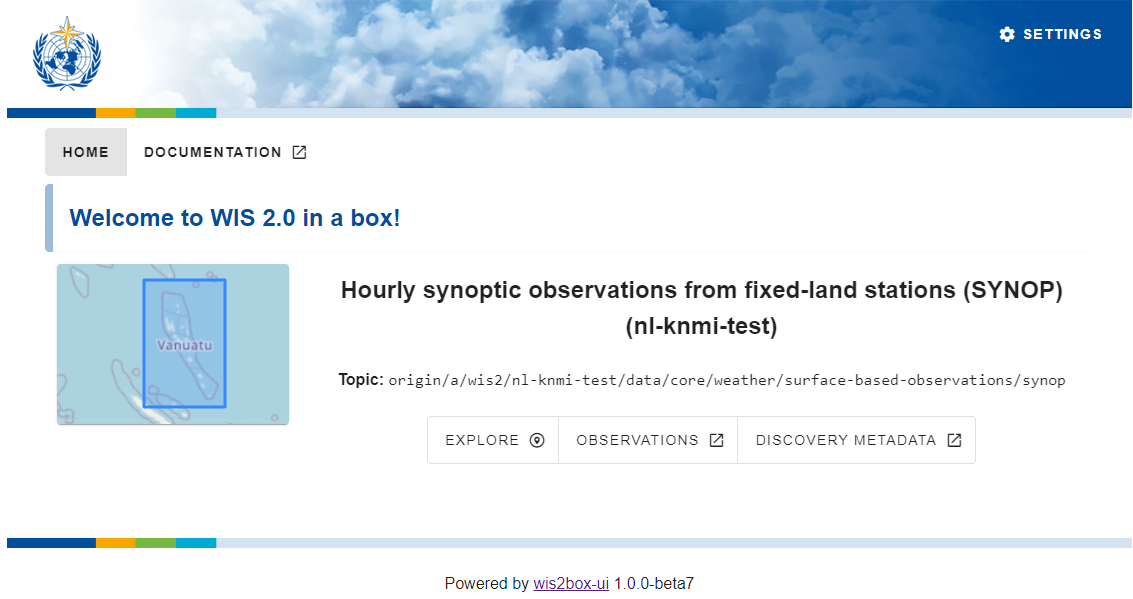 SETTINGS
HOME
DOCUMENTATION
Welcome to WIS 2.0 in a box!
Vanuatu
Hourly synoptic observations from fixed-land stations (SYNOP)
(nl-knmi-test)
Topic: origin/a/wis2/nl-knmi-test/data/core/weather/surface-based-observations/synop
EXPLORE
OBSERVATIONS
DISCOVERY METADATA
Powered by wis2box-ui 1.0.0-beta7